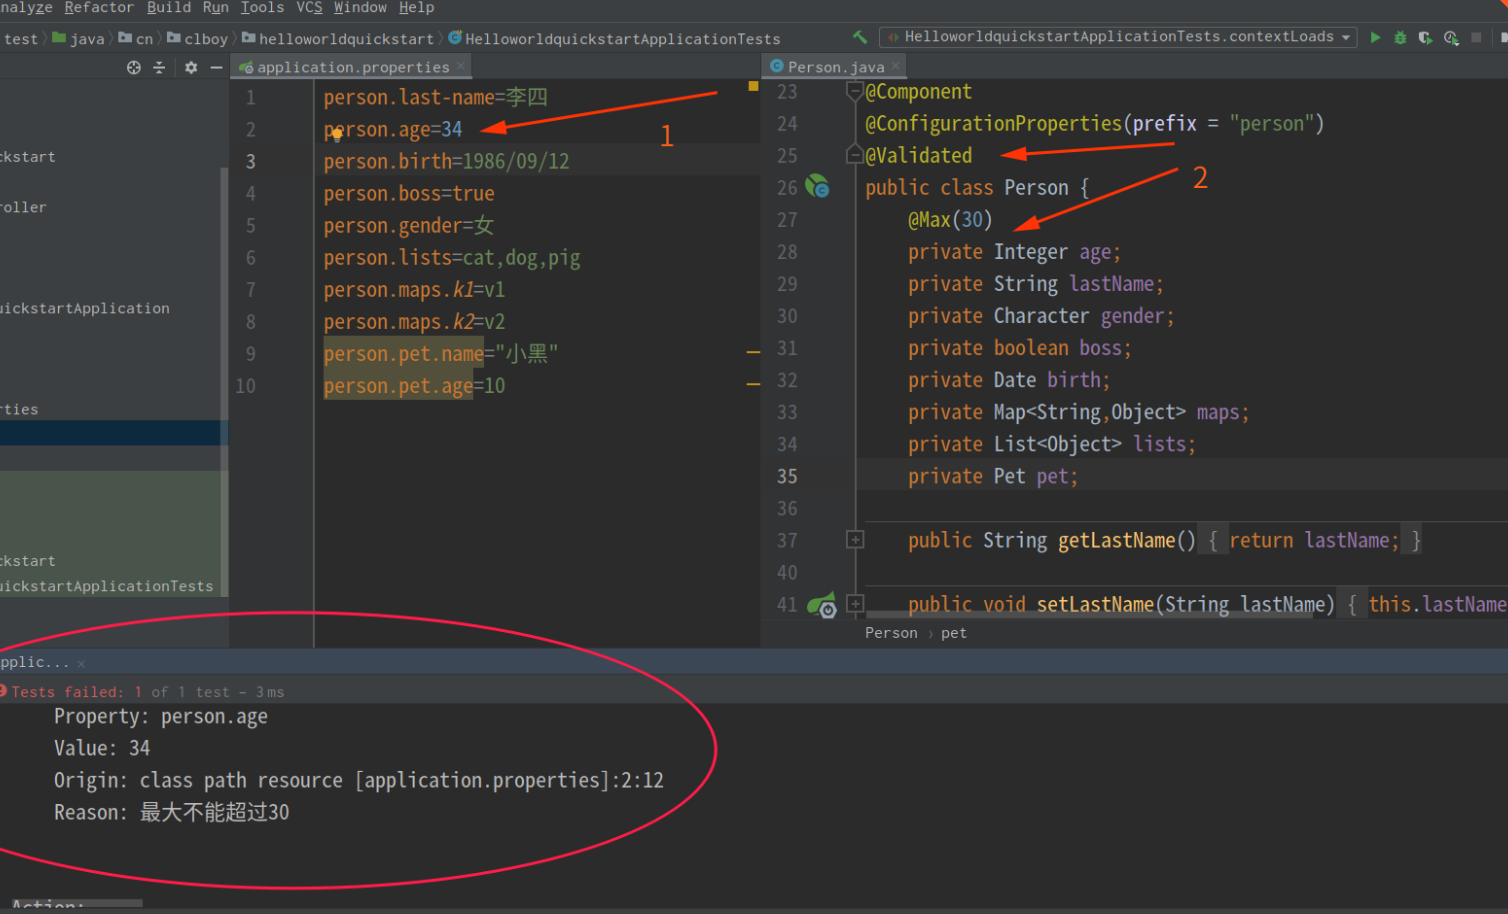 nalyze Refactor Build Run Tools VCS Window Help
test java cn clboy helloworldquickstart HelloworldquickstartApplicationTests
HelloworldquickstartApplicationTests.contextLoads
application.properties
Person.java
ckstart
roller
uickstartApplication
rties
ckstart
uickstartApplicationTests
1 person.last-name=李四
2 person.age=34
3 person.birth=1986/09/12
4 person.boss=true
5 person.gender=女
6 person.lists=cat,dog,pig
7 person.maps.k1=v1
8 person.maps.k2=v2
9 person.pet.name="小黑"
10 person.pet.age=10
1
23 @Component
24 @ConfigurationProperties(prefix = "person")
25 @Validated
26 public class Person {
27 @Max(30)
28 private Integer age;
29 private String lastName;
30 private Character gender;
31 private boolean boss;
32 private Date birth;
33 private Map<String,Object> maps;
34 private List<Object> lists;
35 private Pet pet;
36
37 public String getLastName() { return lastName; }
40
41 public void setLastName(String lastName) { this.lastName
2
Person › pet
pplic...
Tests failed: 1 of 1 test – 3 ms
Property: person.age
Value: 34
Origin: class path resource [application.properties]:2:12
Reason: 最大不能超过30
Action: